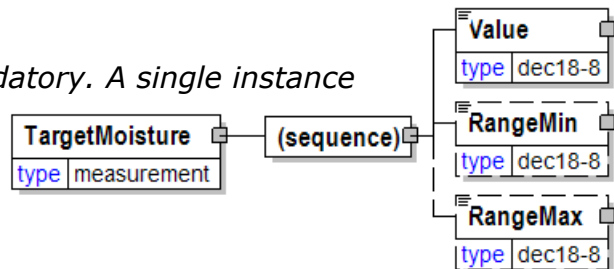 Value
type dec18-8
datory. A single instance
RangeMin
TargetMoisture (sequence)
type dec18-8
type measurement
RangeMax
type dec18-8